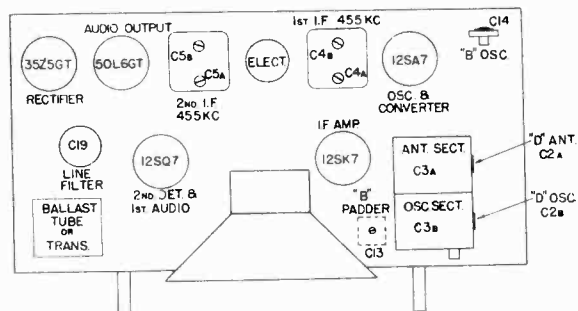 AUDIO OUTPUT
1ST I.F 455 KC
C14
35Z5GT
50L6GT
C5B
C5A
ELECT.
C4B
C4A
12SA7
"B" OSC.
RECTIFIER
2ND I.F
455KC
OSC. &
CONVERTER
C19
LINE
FILTER
12SQ7
2ND DET. &
1ST AUDIO
I.F AMP.
12SK7
ANT. SECT.
C3A
"D" ANT.
C2A
BALLAST
TUBE
OR
TRANS.
"B"
PADDER
C13
OSC SECT.
C3B
"D" OSC
C2B